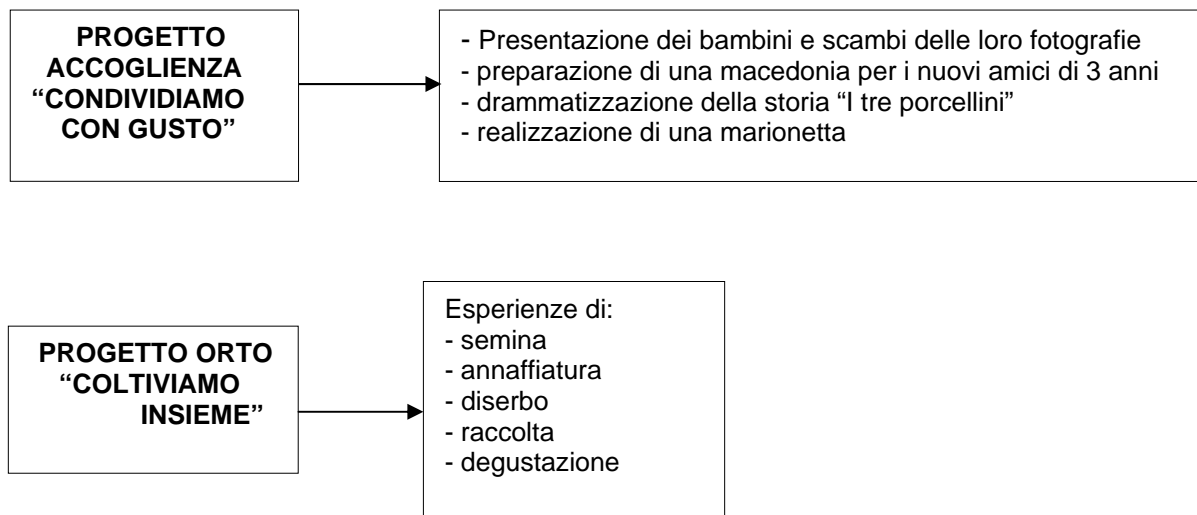 PROGETTO
ACCOGLIENZA
“CONDIVIDIAMO
CON GUSTO”
- Presentazione dei bambini e scambi delle loro fotografie
- preparazione di una macedonia per i nuovi amici di 3 anni
- drammatizzazione della storia “I tre porcellini”
- realizzazione di una marionetta
PROGETTO ORTO
“COLTIVIAMO
INSIEME”
Esperienze di:
- semina
- annaffiatura
- diserbo
- raccolta
- degustazione